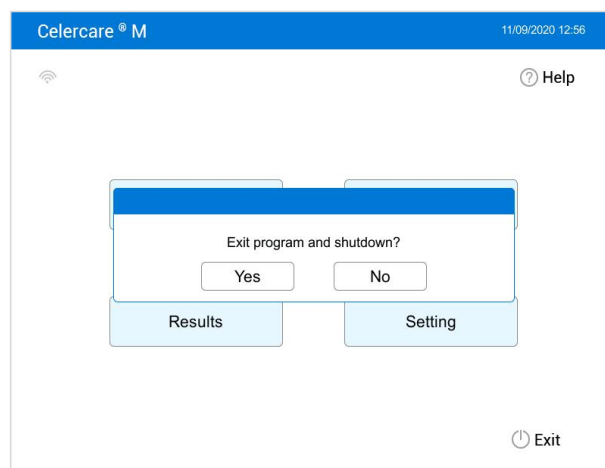 Celercare ® M 11/09/2020 12:56
Help
Exit program and shutdown?
Yes No
Results Setting
Exit